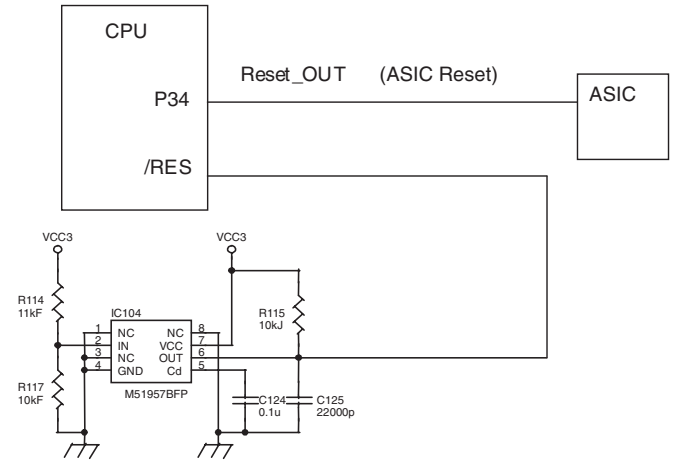 CPU
Reset_OUT (ASIC Reset)
P34
ASIC
/RES
VCC3
VCC3
R114
11kF
IC104
R115
10kJ
1 NC NC 8
2 IN VCC 7
3 NC OUT 6
4 GND Cd 5
R117
10kF
M51957BFP
C124
0.1u
C125
22000p